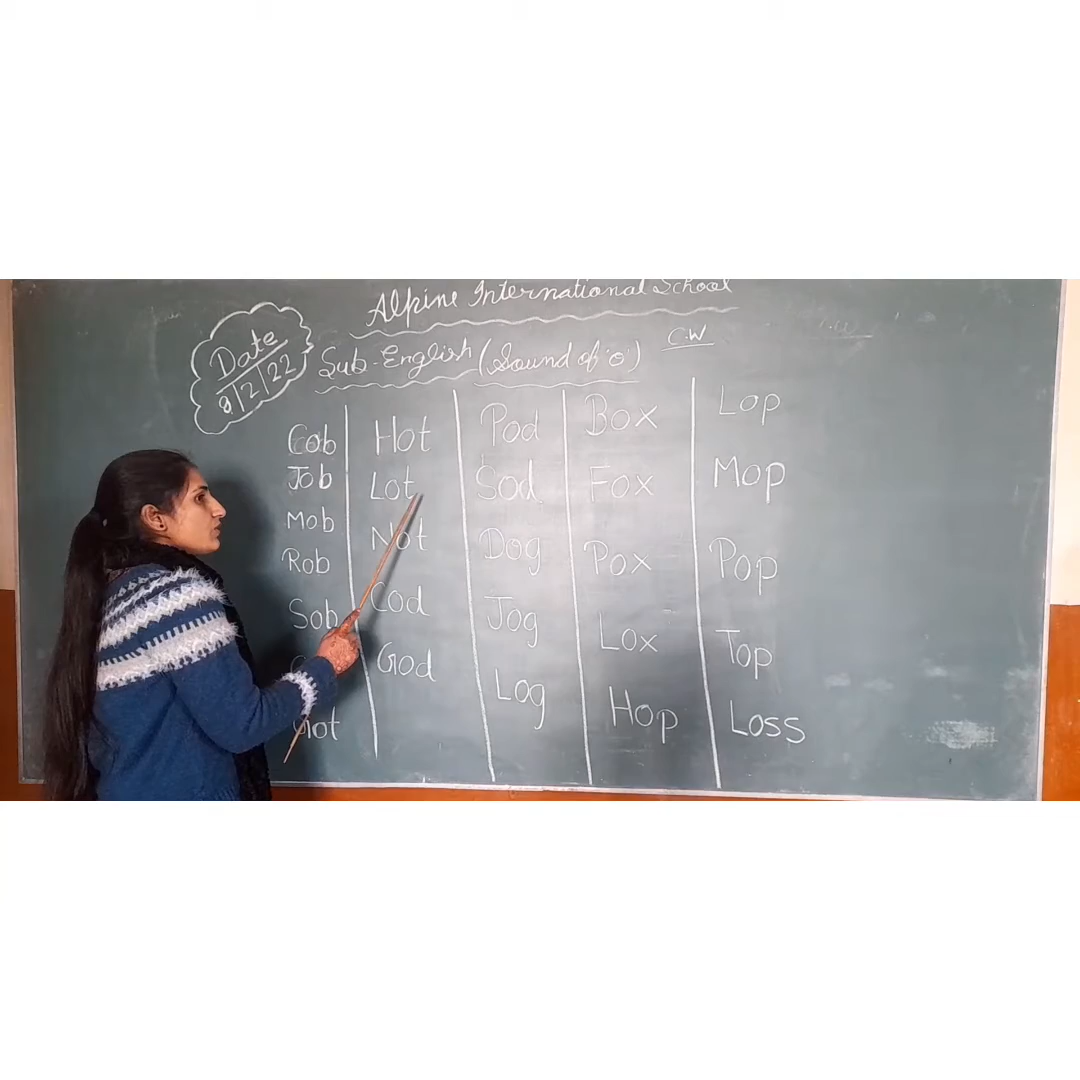 Alpine International School
Date
9/2/22
Sub-English (Sound of 'o')
C.W
Cob
Job
Mob
Rob
Sob
Got
Hot
Lot
Not
Cod
God
Pod
Sod
Dog
Jog
Log
Box
Fox
Pox
Lox
Hop
Lop
Mop
Pop
Top
Loss